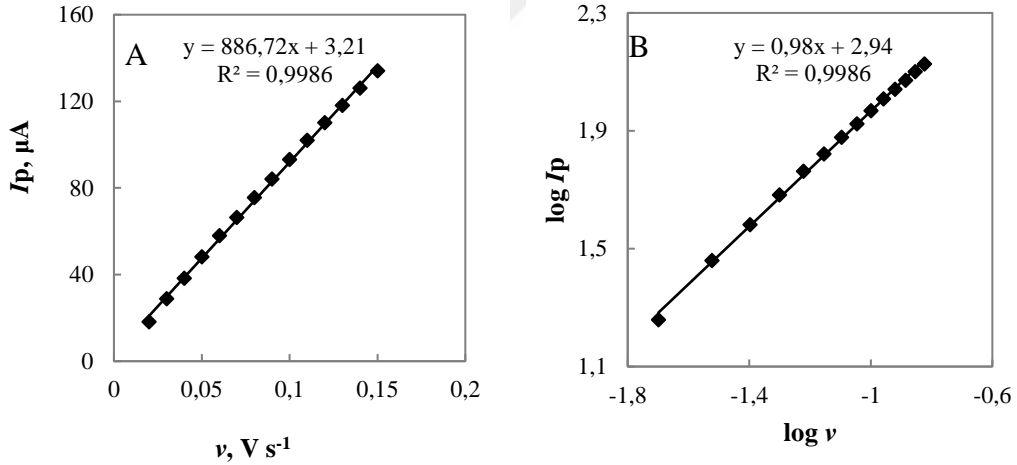 A
y = 886,72x + 3,21
R² = 0,9986
160
120
80
40
0
Ip, µA
0
0,05
0,1
0,15
0,2
v, V s⁻¹
B
y = 0,98x + 2,94
R² = 0,9986
2,3
1,9
1,5
1,1
log Ip
-1,8
-1,4
-1
-0,6
log v